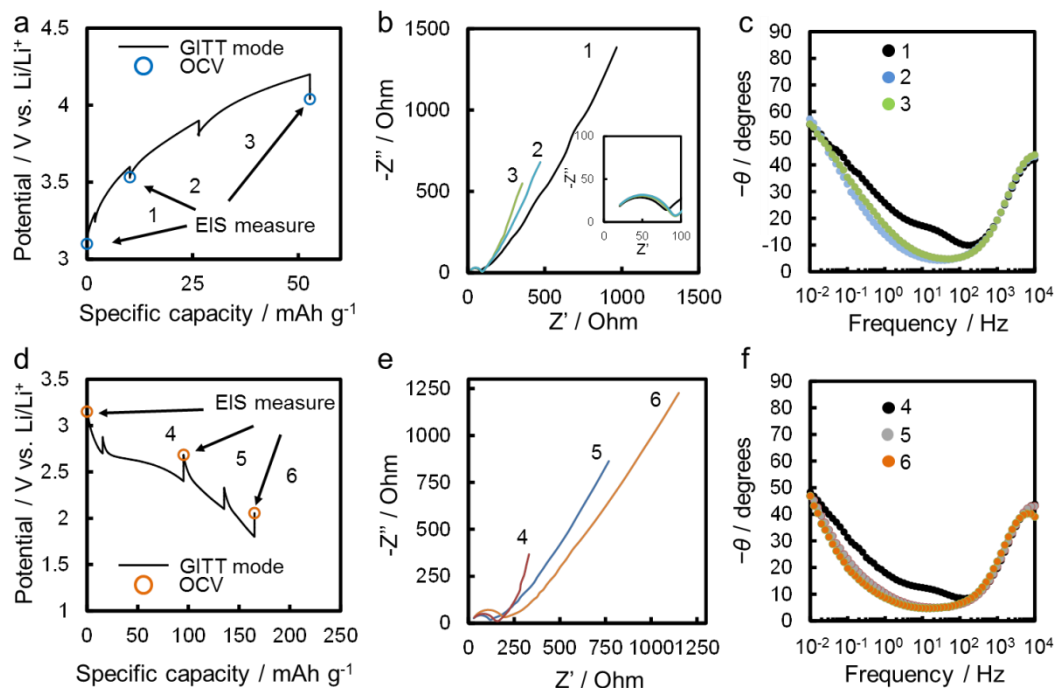 a
Potential / V vs. Li/Li⁺
4
3.5
3
GITT mode
OCV
3
2
1
EIS measure
0
50
Specific capacity / mAh g⁻¹
b
-Z'' / Ohm
1500
1000
500
0
1
2
3
-Z''
100
50
0
0
50
100
Z'
0
500
1000
1500
Z' / Ohm
c
−θ / degrees
90
80
70
60
50
40
30
20
-10
0
1
2
3
10⁻² 10⁻¹ 10⁰ 10¹ 10² 10³ 10⁴
Frequency / Hz
d
Potential / V vs. Li/Li⁺
3.5
3
2.5
2
1.5
1
EIS measure
4
5
6
GITT mode
OCV
0 50 100 150 200 250
Specific capacity / mAh g⁻¹
e
-Z'' / Ohm
1250
1000
750
500
250
0
4
5
6
0 250 500 750 1000 1250
Z' / Ohm
f
−θ / degrees
90
80
70
60
50
40
30
20
10
0
4
5
6
10⁻² 10⁻¹ 10⁰ 10¹ 10² 10³ 10⁴
Frequency / Hz